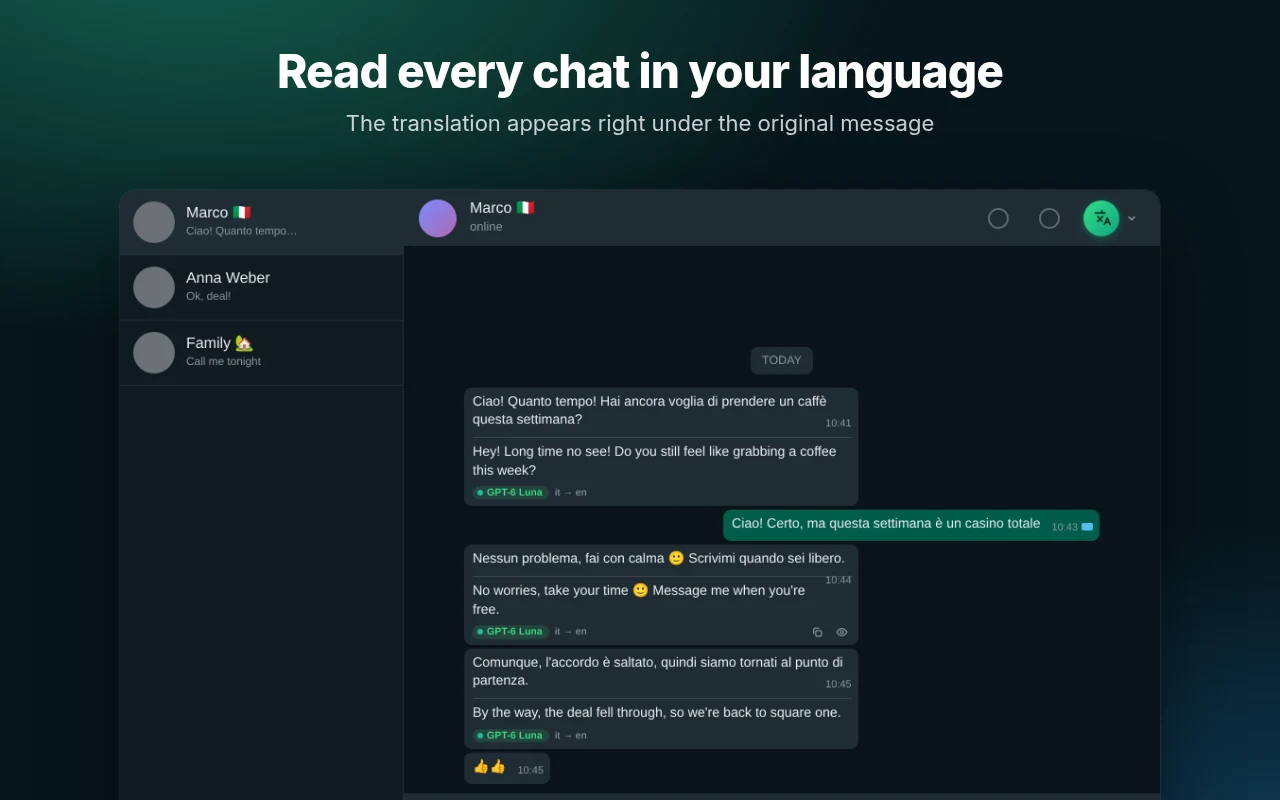 Read every chat in your language
The translation appears right under the original message
Marco 🇮🇹
Ciao! Quanto tempo…
Anna Weber
Ok, deal!
Family 🏡
Call me tonight
Marco 🇮🇹
online
TODAY
Ciao! Quanto tempo! Hai ancora voglia di prendere un caffè
questa settimana?
10:41
Hey! Long time no see! Do you still feel like grabbing a coffee
this week?
GPT-6 Luna it → en
Ciao! Certo, ma questa settimana è un casino totale 10:43
Nessun problema, fai con calma 🙂 Scrivimi quando sei libero.
10:44
No worries, take your time 🙂 Message me when you're
free.
GPT-6 Luna it → en
Comunque, l'accordo è saltato, quindi siamo tornati al punto di
partenza.
10:45
By the way, the deal fell through, so we're back to square one.
GPT-6 Luna it → en
👍👍 10:45